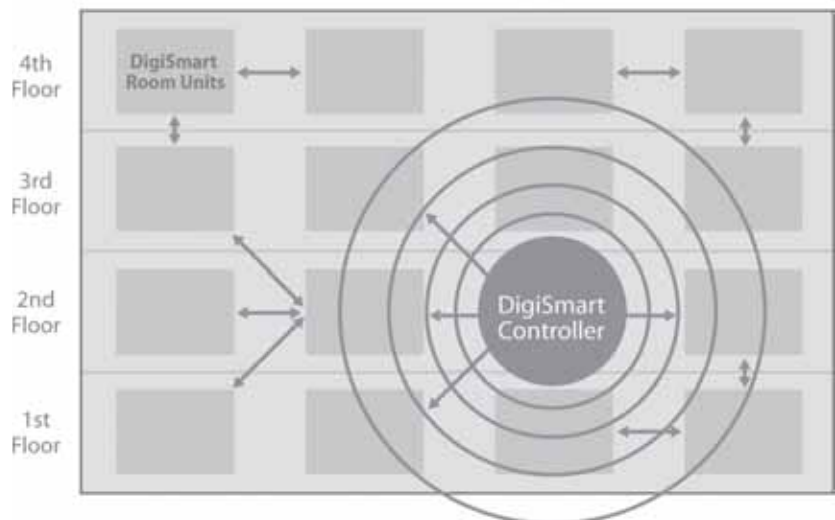 4th
Floor
DigiSmart
Room Units
3rd
Floor
2nd
Floor
DigiSmart
Controller
1st
Floor